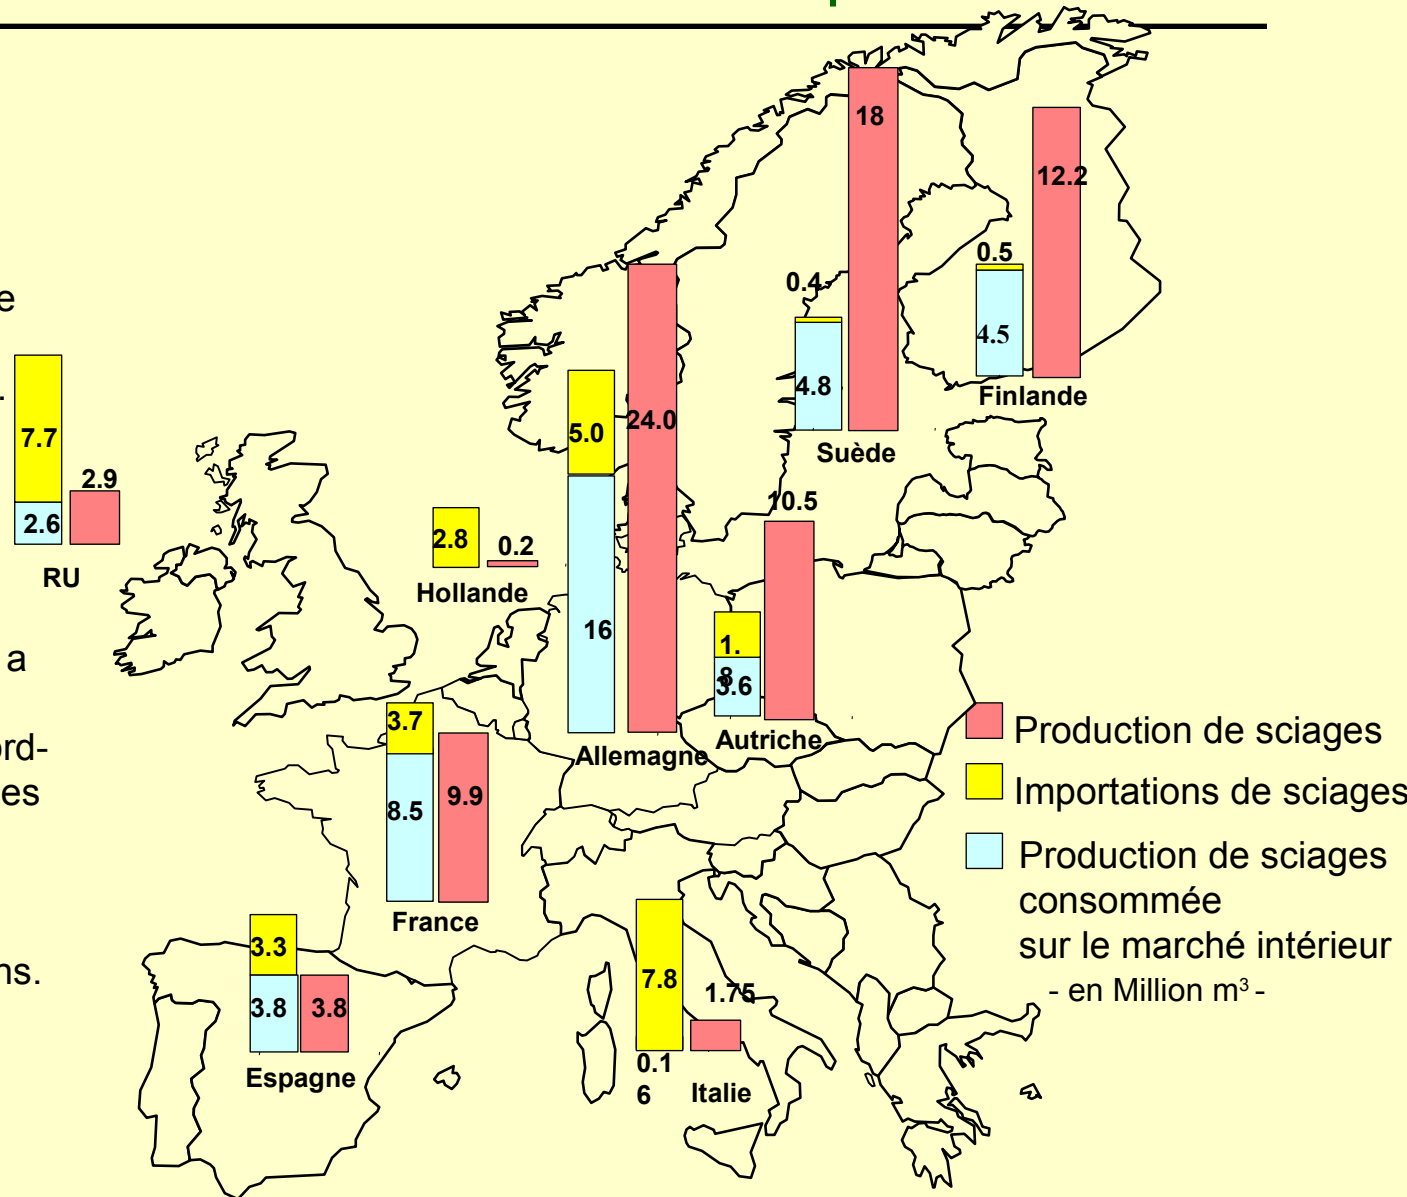 e
.
a
ord-
es
ns.
7.7
2.6
2.9
RU
2.8
0.2
Hollande
5.0
16
24.0
Allemagne
0.4
4.8
18
Suède
0.5
4.5
12.2
Finlande
10.5
1.
8
3.6
Autriche
3.7
8.5
9.9
France
3.3
3.8
3.8
Espagne
7.8
0.1
6
1.75
Italie
Production de sciages
Importations de sciages
Production de sciages
consommée
sur le marché intérieur
- en Million m³ -